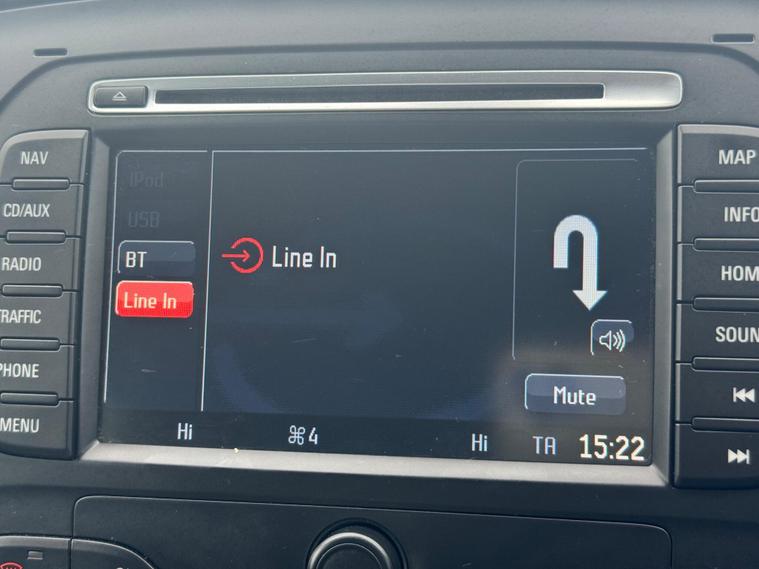 NAV
CD/AUX
RADIO
TRAFFIC
PHONE
MENU
iPod
USB
BT
Line In
Line In
Mute
Hi
4
Hi
TA
15:22
MAP
INFO
HOM
SOUN